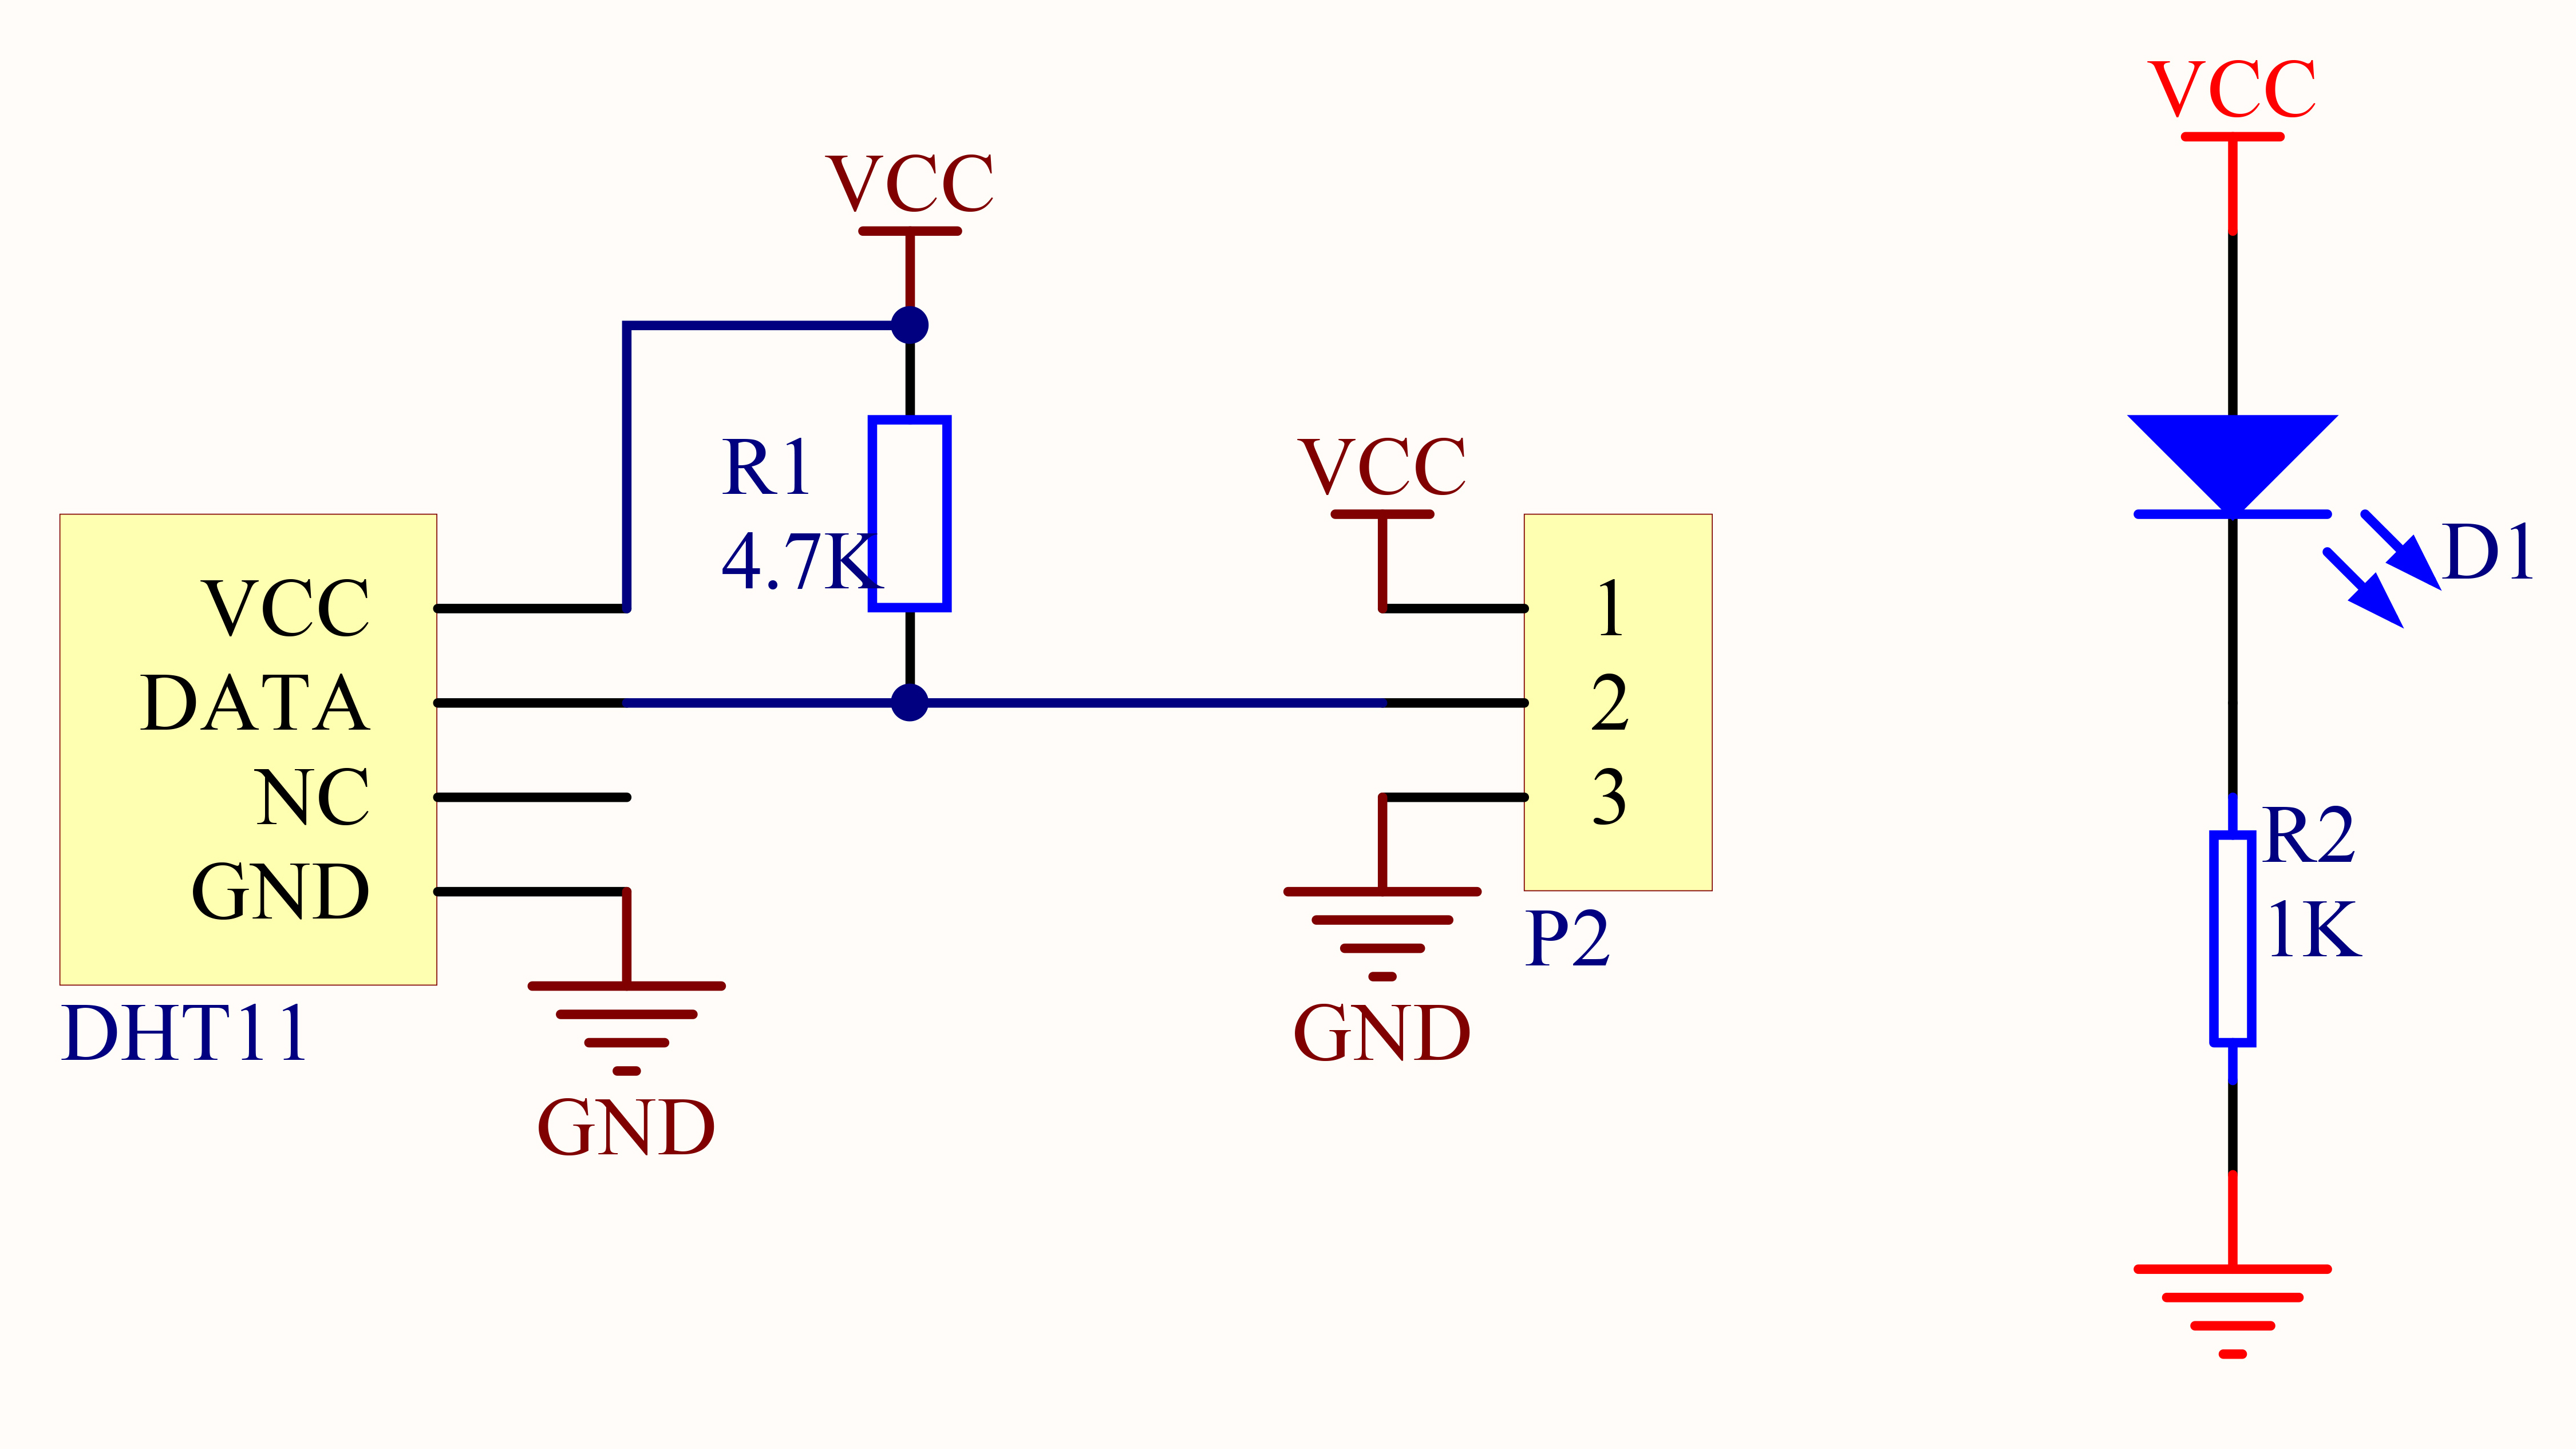 VCC
R1
4.7K
VCC
DATA
NC
GND
DHT11
GND
VCC
1
2
3
P2
GND
VCC
D1
R2
1K